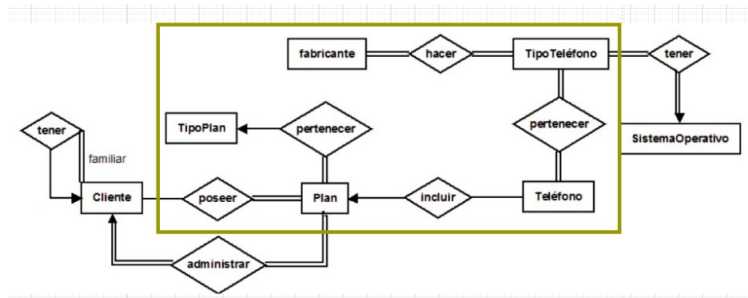 fabricante
hacer
TipoTeléfono
tener
TipoPlan
pertenecer
pertenecer
SistemaOperativo
tener
familiar
Cliente
poseer
Plan
incluir
Teléfono
administrar